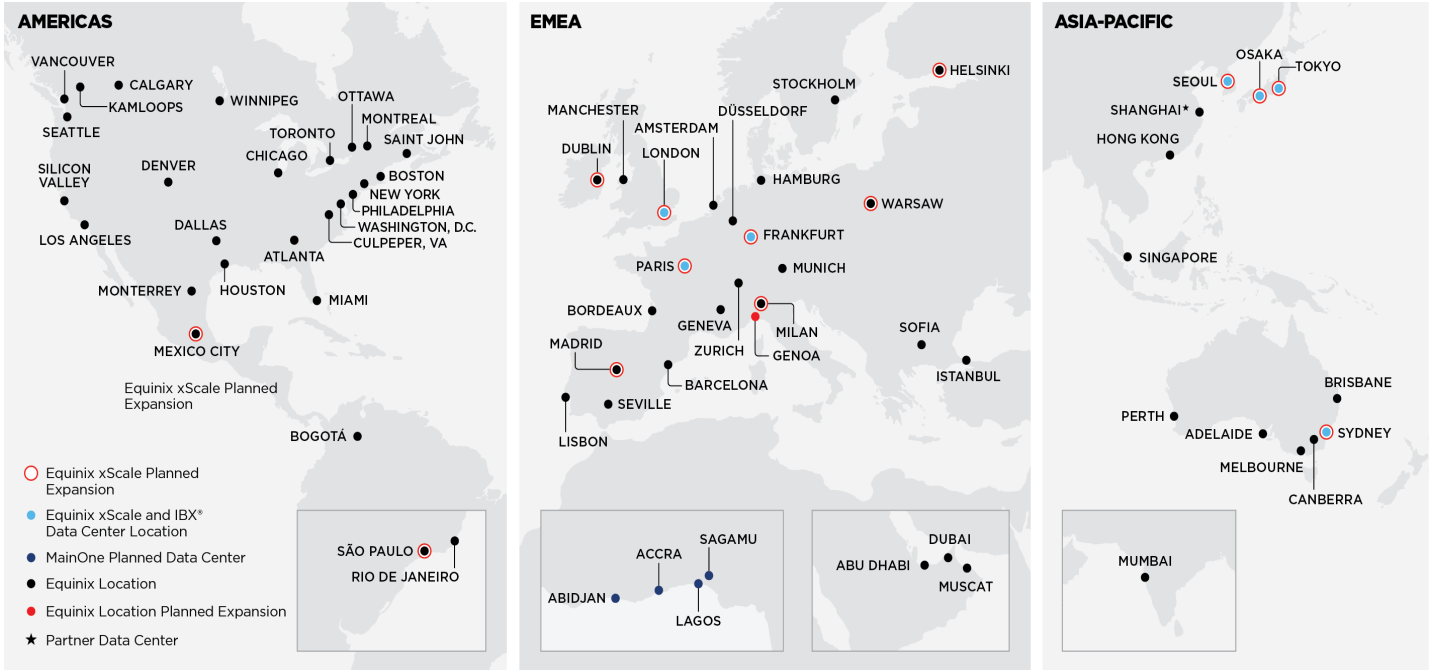 AMERICAS
VANCOUVER
CALGARY
KAMLOOPS
WINNIPEG
SEATTLE
OTTAWA
MONTREAL
TORONTO
SAINT JOHN
CHICAGO
DENVER
SILICON
VALLEY
BOSTON
NEW YORK
PHILADELPHIA
WASHINGTON, D.C.
CULPEPER, VA
DALLAS
LOS ANGELES
ATLANTA
HOUSTON
MONTERREY
MIAMI
MEXICO CITY
Equinix xScale Planned
Expansion
BOGOTÁ
Equinix xScale Planned
Expansion
Equinix xScale and IBX®
Data Center Location
MainOne Planned Data Center
Equinix Location
Equinix Location Planned Expansion
★ Partner Data Center
SÃO PAULO
RIO DE JANEIRO
EMEA
HELSINKI
STOCKHOLM
MANCHESTER
DÜSSELDORF
AMSTERDAM
DUBLIN
LONDON
HAMBURG
WARSAW
FRANKFURT
PARIS
MUNICH
BORDEAUX
GENEVA
MILAN
ZURICH
GENOA
MADRID
SOFIA
ISTANBUL
BARCELONA
SEVILLE
LISBON
SAGAMU
ACCRA
ABIDJAN
LAGOS
DUBAI
ABU DHABI
MUSCAT
ASIA-PACIFIC
OSAKA
TOKYO
SEOUL
SHANGHAI★
HONG KONG
SINGAPORE
BRISBANE
PERTH
ADELAIDE
SYDNEY
MELBOURNE
CANBERRA
MUMBAI